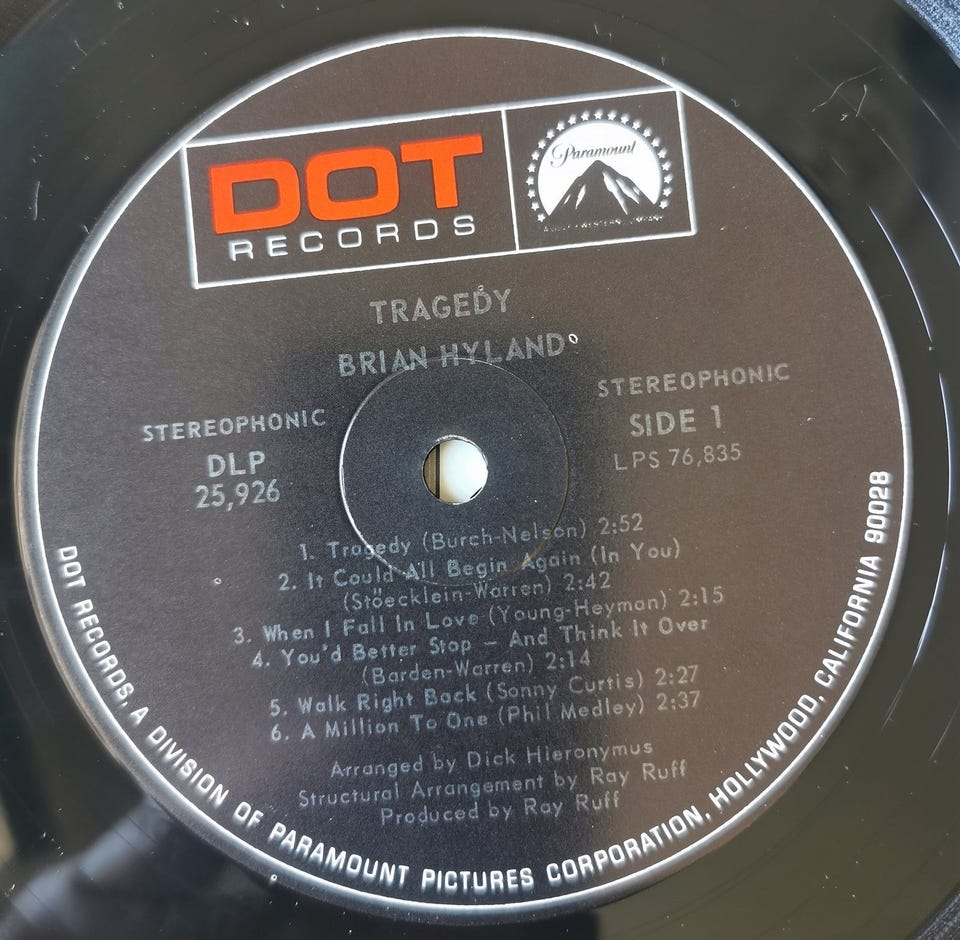 DOT
RECORDS
Paramount
TRAGEDY
BRIAN HYLAND
STEREOPHONIC
DLP
25,926
STEREOPHONIC
SIDE 1
LPS 76,835
1. Tragedy (Burch-Nelson) 2:52
2. It Could All Begin Again (In You)
(Stoecklein-Warren) 2:42
3. When I Fall In Love (Young-Heyman) 2:15
4. You'd Better Stop – And Think It Over
(Barden-Warren) 2:14
5. Walk Right Back (Sonny Curtis) 2:27
6. A Million To One (Phil Medley) 2:37
Arranged by Dick Hieronymus
Structural Arrangement by Ray Ruff
Produced by Ray Ruff
DOT RECORDS, A DIVISION OF PARAMOUNT PICTURES CORPORATION, HOLLYWOOD, CALIFORNIA 90028